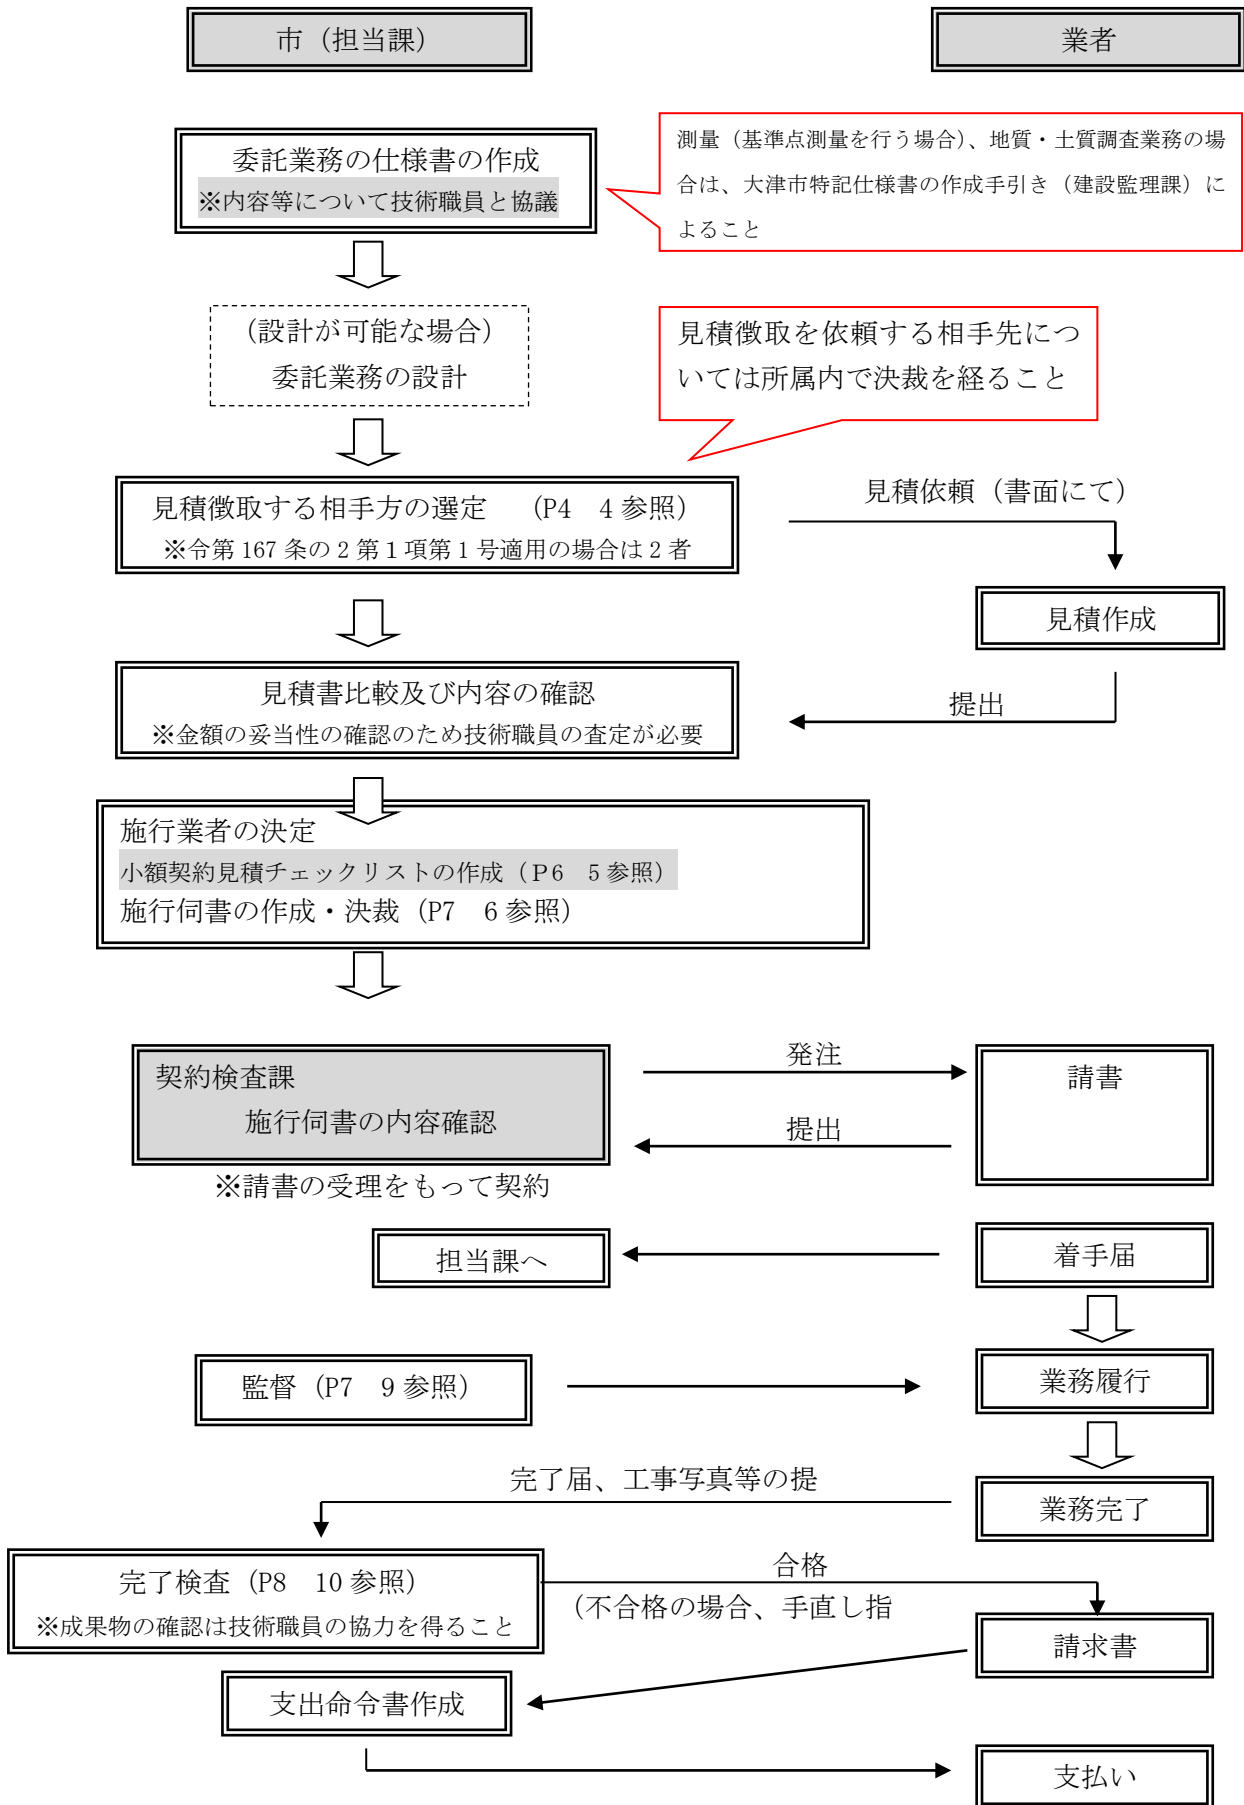 市（担当課）
業者
委託業務の仕様書の作成
※内容等について技術職員と協議
測量（基準点測量を行う場合）、地質・土質調査業務の場
合は、大津市特記仕様書の作成手引き（建設監理課）に
よること
（設計が可能な場合）
委託業務の設計
見積徴取を依頼する相手先につ
いては所属内で決裁を経ること
見積徴取する相手方の選定　（P4　4 参照）
※令第 167 条の 2 第 1 項第 1 号適用の場合は 2 者
見積依頼（書面にて）
見積作成
見積書比較及び内容の確認
※金額の妥当性の確認のため技術職員の査定が必要
提出
施行業者の決定
小額契約見積チェックリストの作成（Ｐ6　5 参照）
施行伺書の作成・決裁（P7　6 参照）
契約検査課
施行伺書の内容確認
発注
提出
請書
※請書の受理をもって契約
担当課へ
着手届
監督（P7　9 参照）
業務履行
完了届、工事写真等の提
業務完了
完了検査（P8　10 参照）
※成果物の確認は技術職員の協力を得ること
合格
（不合格の場合、手直し指
請求書
支出命令書作成
支払い